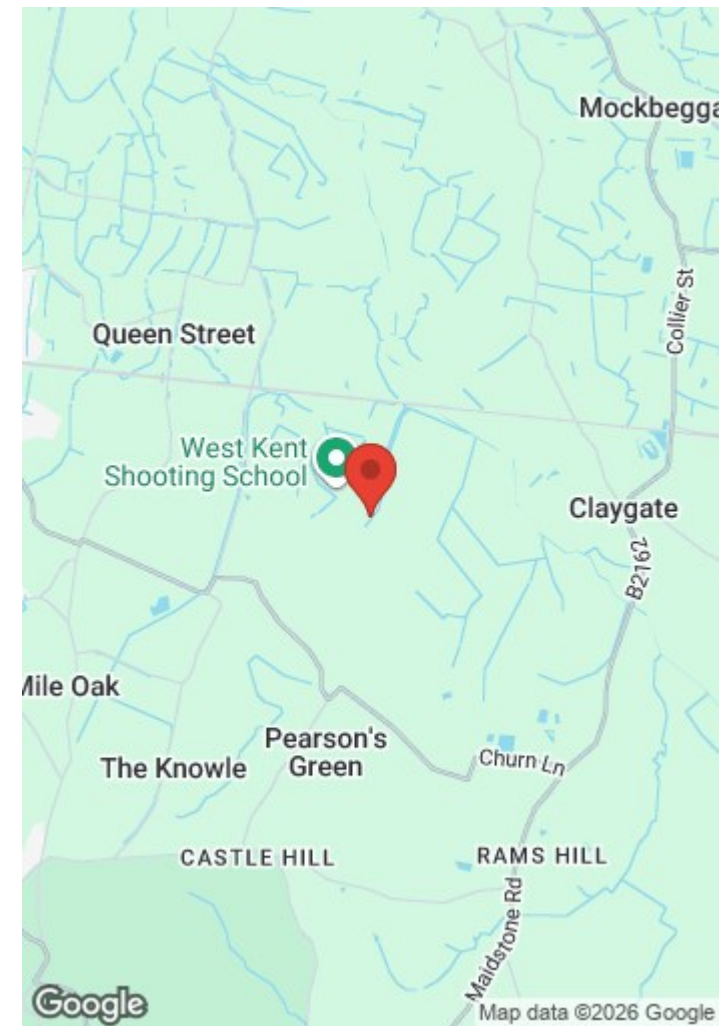 Mockbegga
Collier St
Queen Street
West Kent
Shooting School
Claygate
B2162
Mile Oak
Pearson's
Green
The Knowle
Churn Ln
CASTLE HILL
RAMS HILL
Maidstone Rd
Google
Map data ©2026 Google